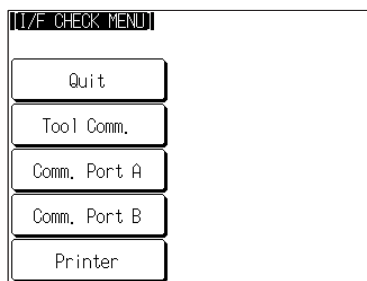 [I/F CHECK MENU]
Quit
Tool Comm.
Comm. Port A
Comm. Port B
Printer